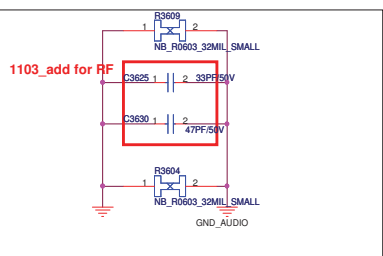 R3609
1 2
NB_R0603_32MIL_SMALL
1103_add for RF
C3625 1 2 33PF/50V
C3630 1 2
47PF/50V
R3604
1 2
NB_R0603_32MIL_SMALL
GND_AUDIO